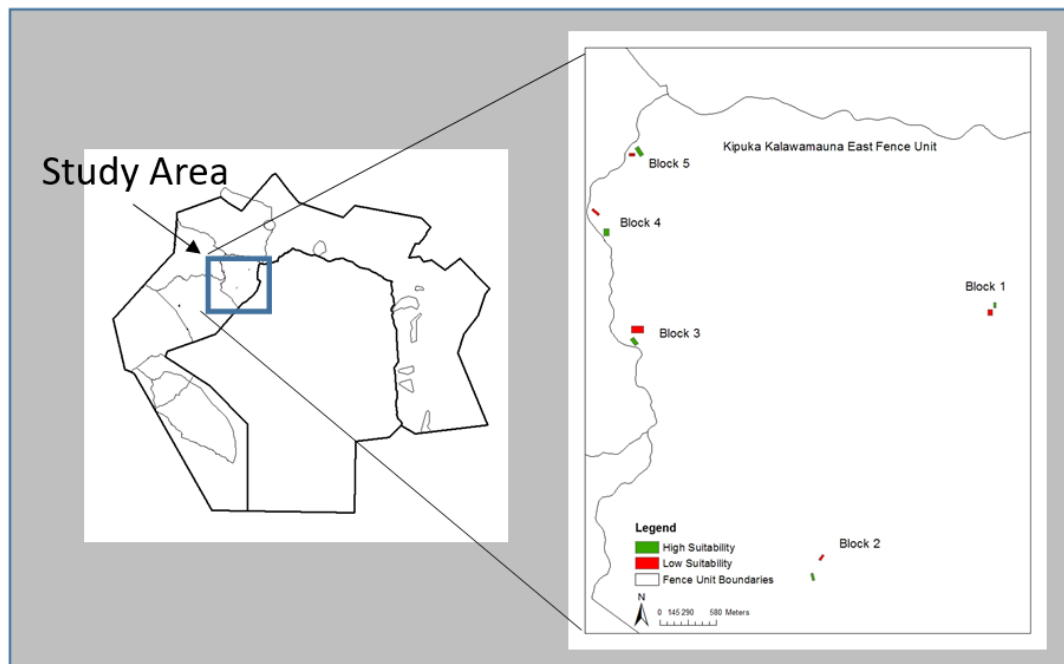 Study Area
Kipuka Kalawamauna East Fence Unit
Block 5
Block 4
Block 1
Block 3
Block 2
Legend
High Suitability
Low Suitability
Fence Unit Boundaries
N
0 145 290 580 Meters